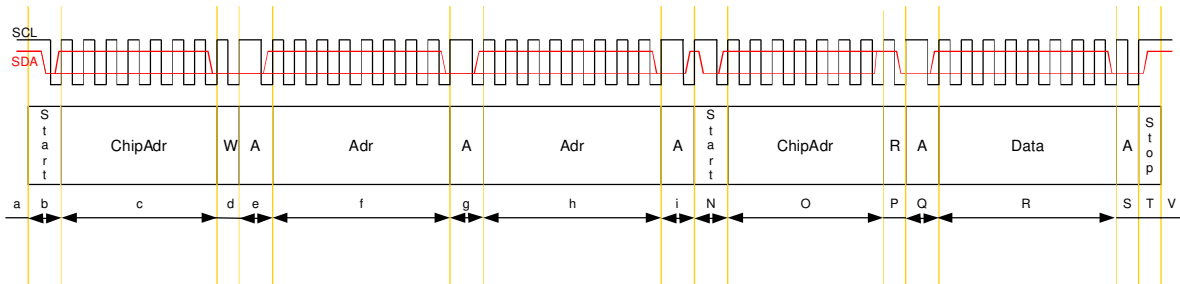 SCL
SDA
Start ChipAdr W A Adr A Adr A Start ChipAdr R A Data A Stop
a b c d e f g h i N O P Q R S T V